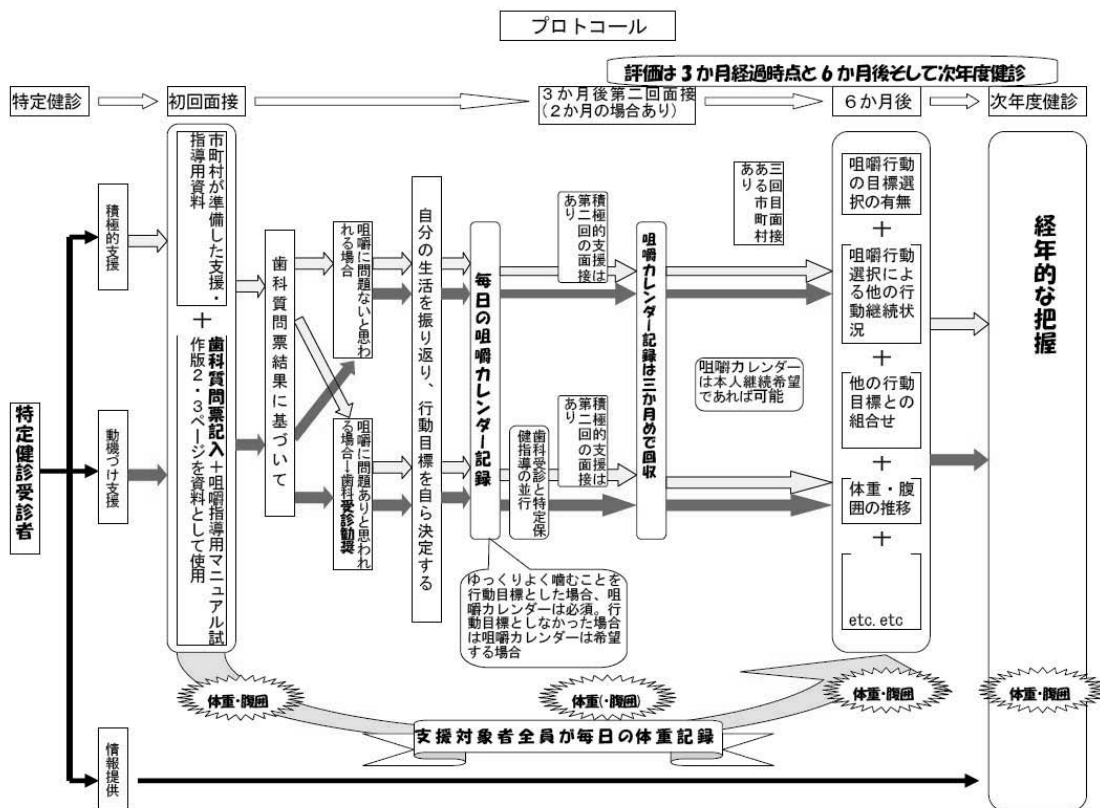 プロトコール
評価は3か月経過時点と6か月後そして次年度健診
特定健診
初回面接
3か月後第二回面接
(2か月の場合あり)
6か月後
次年度健診
特定健診受診者
積極的支援
動機づけ支援
情報提供
市町村が準備した支援・
指導用資料
＋
歯科質問票記入＋咀嚼指導用マニュアル試
作版2・3ページを資料として使用
歯科質問票結果に基づいて
咀嚼に問題ないと思わ
れる場合
咀嚼に問題ありと思われ
る場合→歯科受診勧奨
自分の生活を振り返り、行動目標を自ら決定する
毎日の咀嚼カレンダー記録
積極的支援は
第二回の面接
あり
歯科受診と特定保
健指導の並行
積極的支援は
第二回の面接
あり
咀嚼カレンダー記録は三か月めで回収
三回目面接
ある市町村
あり
咀嚼カレンダー
は本人継続希望
であれば可能
ゆっくりよく噛むことを
行動目標とした場合、咀
嚼カレンダーは必須。行
動目標としなかった場合
は咀嚼カレンダーは希望
する場合
咀嚼行動
の目標選
択の有無
＋
咀嚼行動
選択によ
る他の行
動継続状
況
＋
他の行動
目標との
組合せ
＋
体重・腹
囲の推移
＋
etc. etc
経年的な把握
体重・腹囲
体重(・腹囲)
体重・腹囲
体重・腹囲
支援対象者全員が毎日の体重記録